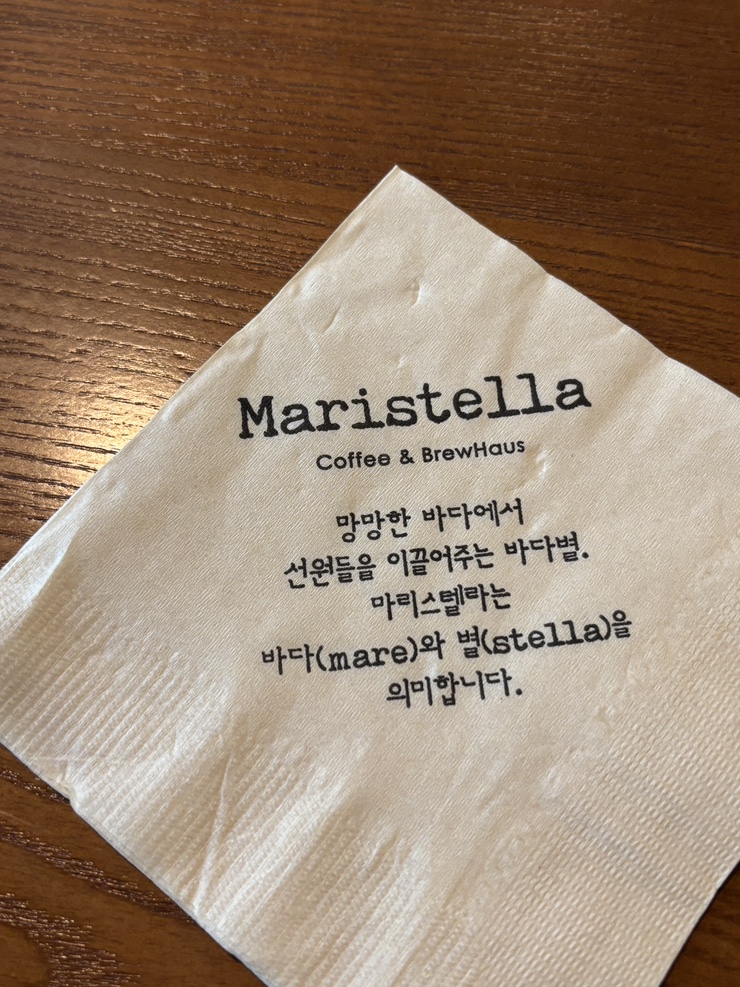 Maristella
Coffee & BrewHaus
망망한 바다에서
선원들을 이끌어주는 바다별.
마리스텔라는
바다(mare)와 별(stella)을
의미합니다.